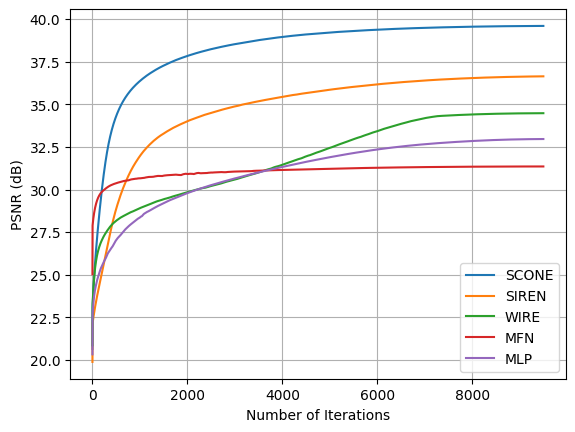 40.0
37.5
35.0
32.5
30.0
27.5
25.0
22.5
20.0
PSNR (dB)
0 2000 4000 6000 8000
Number of Iterations
SCONE
SIREN
WIRE
MFN
MLP